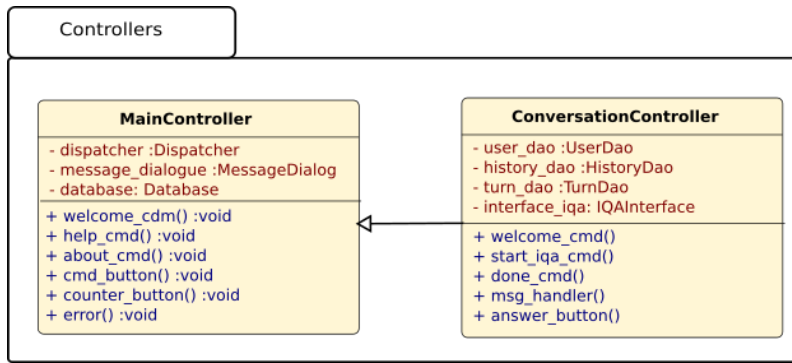 Controllers
MainController
- dispatcher :Dispatcher
- message_dialogue :MessageDialog
- database: Database
+ welcome_cdm() :void
+ help_cmd() :void
+ about_cmd() :void
+ cmd_button() :void
+ counter_button() :void
+ error() :void
ConversationController
- user_dao :UserDao
- history_dao :HistoryDao
- turn_dao :TurnDao
- interface_iqa: IQAInterface
+ welcome_cmd()
+ start_iqa_cmd()
+ done_cmd()
+ msg_handler()
+ answer_button()